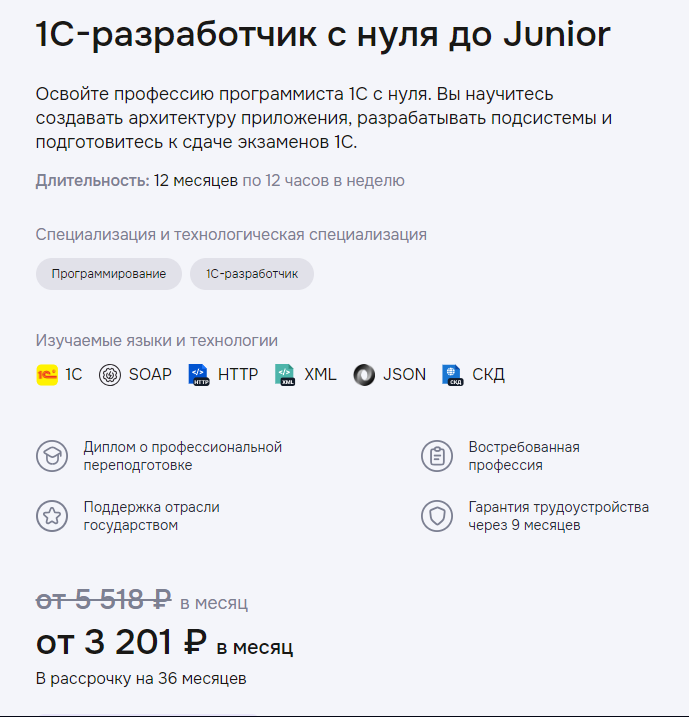 1С-разработчик с нуля до Junior
Освойте профессию программиста 1С с нуля. Вы научитесь
создавать архитектуру приложения, разрабатывать подсистемы и
подготовитесь к сдаче экзаменов 1С.
Длительность: 12 месяцев по 12 часов в неделю
Специализация и технологическая специализация
Программирование 1С-разработчик
Изучаемые языки и технологии
1С SOAP HTTP HTTP XML XML JSON СКД СКД
Диплом о профессиональной
переподготовке
Востребованная
профессия
Поддержка отрасли
государством
Гарантия трудоустройства
через 9 месяцев
от 5 518 ₽ в месяц
от 3 201 ₽ в месяц
В рассрочку на 36 месяцев